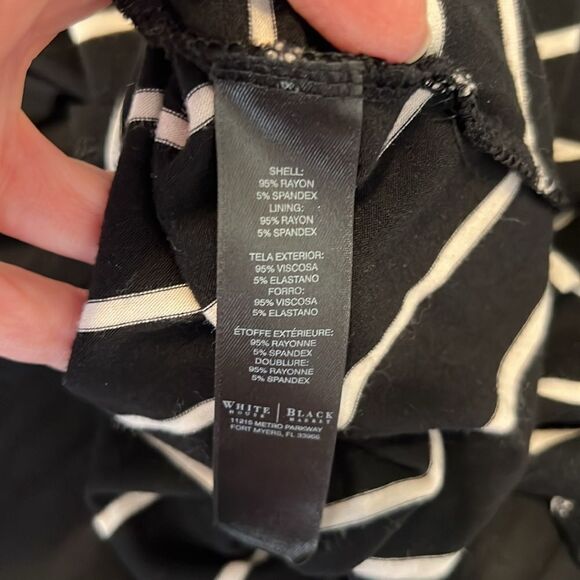 SHELL:
95% RAYON
5% SPANDEX
LINING:
95% RAYON
5% SPANDEX
TELA EXTERIOR:
95% VISCOSA
5% ELASTANO
FORRO:
95% VISCOSA
5% ELASTANO
ÉTOFFE EXTÉRIEURE:
95% RAYONNE
5% SPANDEX
DOUBLURE:
95% RAYONNE
5% SPANDEX
WHITE | BLACK
HOUSE | MARKET
11215 METRO PARKWAY
FORT MYERS, FL 33966